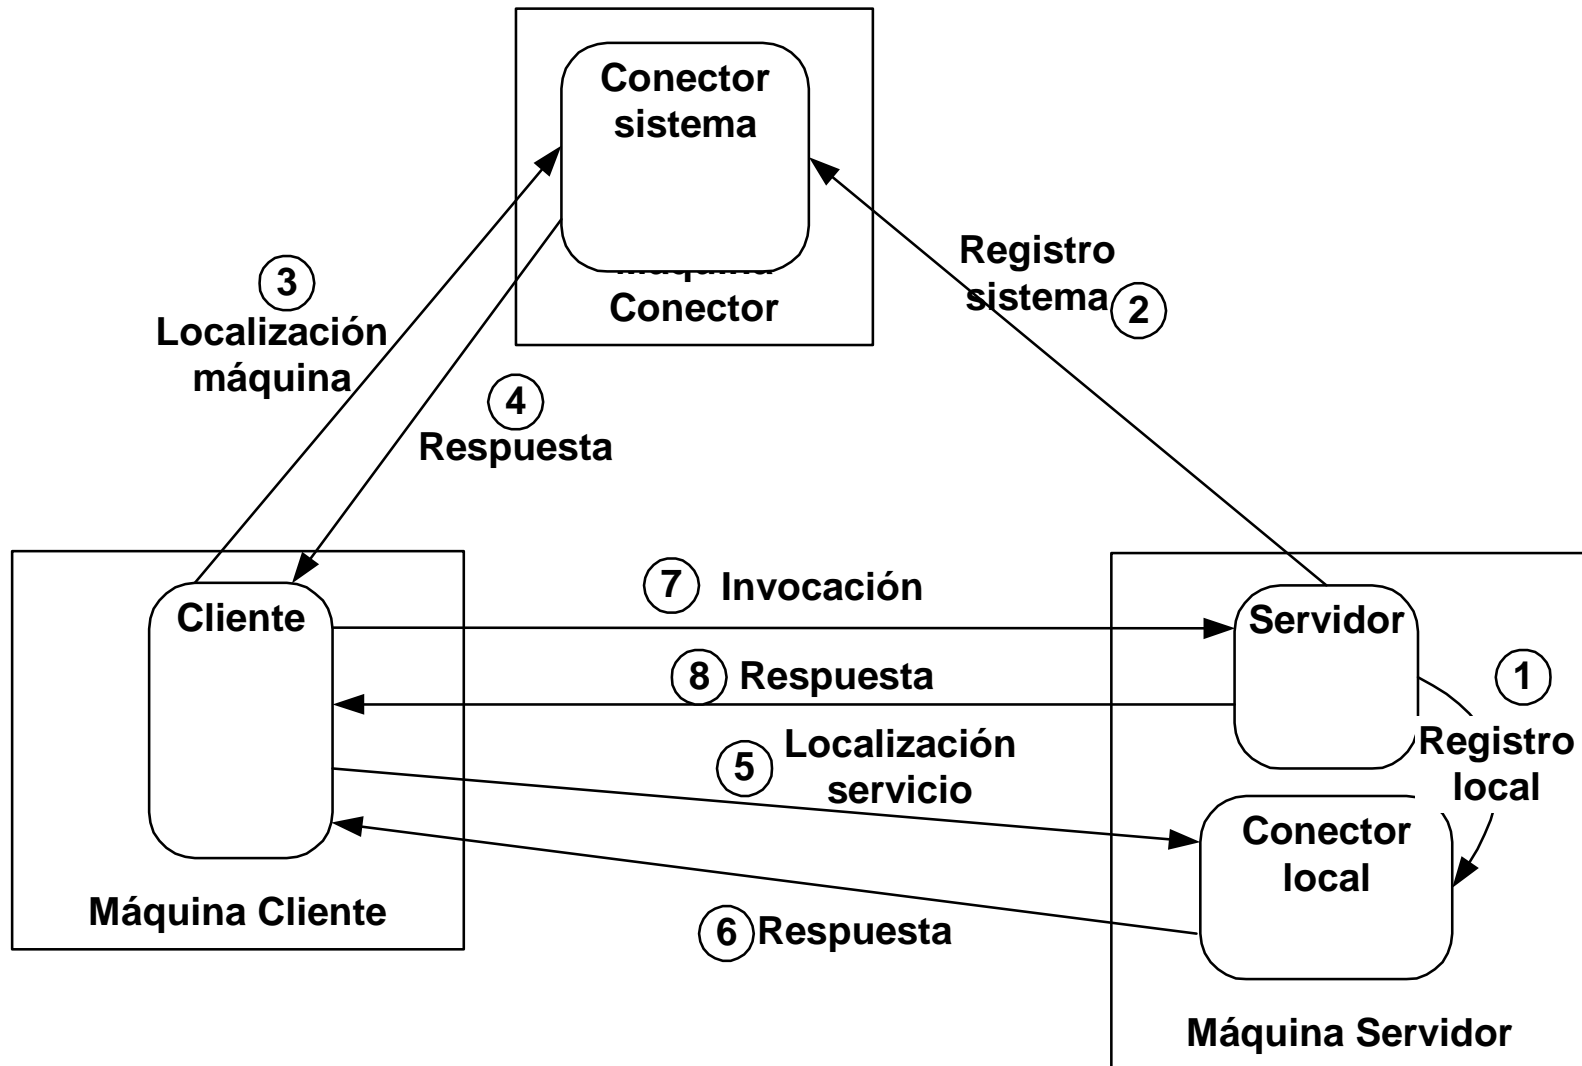 Conector
sistema
Conector
3
Localización
máquina
4
Respuesta
Registro
sistema
2
Cliente
Máquina Cliente
7 Invocación
8 Respuesta
5
Localización
servicio
6 Respuesta
Servidor
1
Registro
local
Conector
local
Máquina Servidor